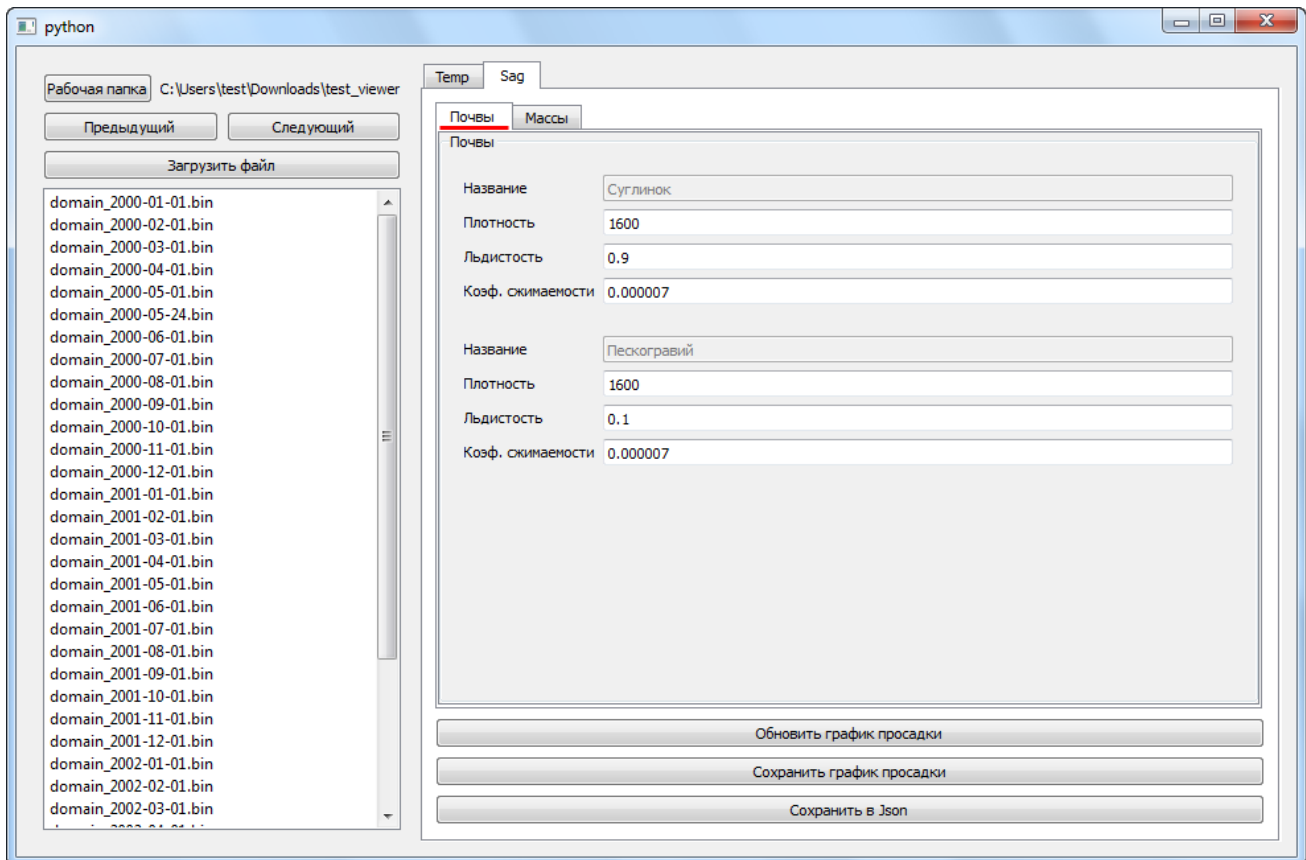 python
Рабочая папка C:\Users\test\Downloads\test_viewer
Предыдущий Следующий
Загрузить файл
domain_2000-01-01.bin
domain_2000-02-01.bin
domain_2000-03-01.bin
domain_2000-04-01.bin
domain_2000-05-01.bin
domain_2000-05-24.bin
domain_2000-06-01.bin
domain_2000-07-01.bin
domain_2000-08-01.bin
domain_2000-09-01.bin
domain_2000-10-01.bin
domain_2000-11-01.bin
domain_2000-12-01.bin
domain_2001-01-01.bin
domain_2001-02-01.bin
domain_2001-03-01.bin
domain_2001-04-01.bin
domain_2001-05-01.bin
domain_2001-06-01.bin
domain_2001-07-01.bin
domain_2001-08-01.bin
domain_2001-09-01.bin
domain_2001-10-01.bin
domain_2001-11-01.bin
domain_2001-12-01.bin
domain_2002-01-01.bin
domain_2002-02-01.bin
domain_2002-03-01.bin
Temp Sag
Почвы Массы
Почвы
Название Суглинок
Плотность 1600
Льдистость 0.9
Коэф. сжимаемости 0.000007
Название Пескогравий
Плотность 1600
Льдистость 0.1
Коэф. сжимаемости 0.000007
Обновить график просадки
Сохранить график просадки
Сохранить в Json